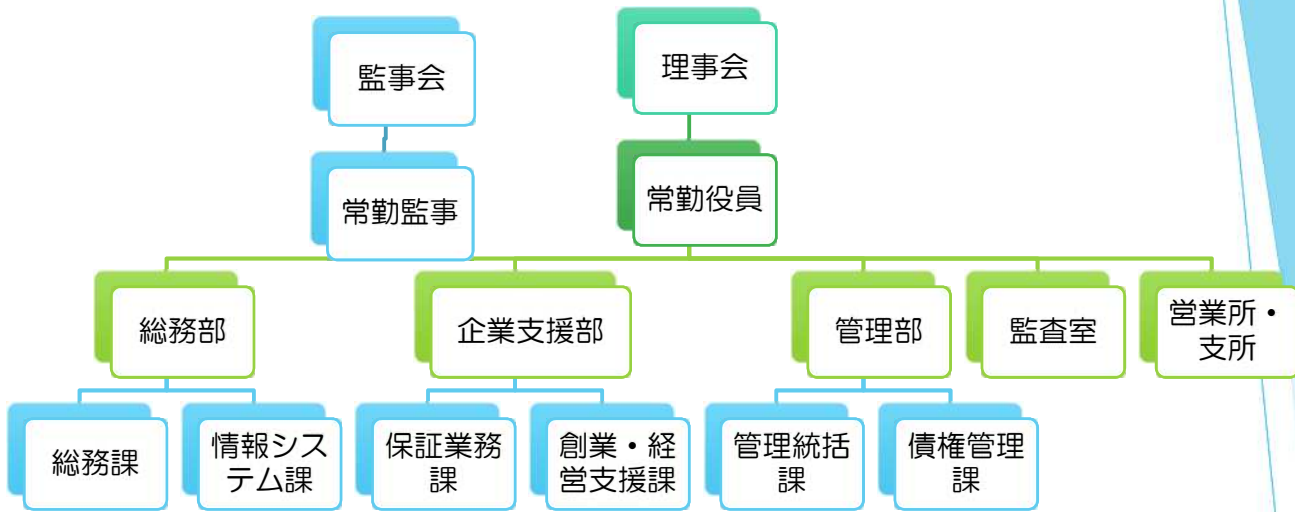 監事会
理事会
常勤監事
常勤役員
総務部
企業支援部
管理部
監査室
営業所・
支所
総務課
情報シス
テム課
保証業務
課
創業・経
営支援課
管理統括
課
債権管理
課